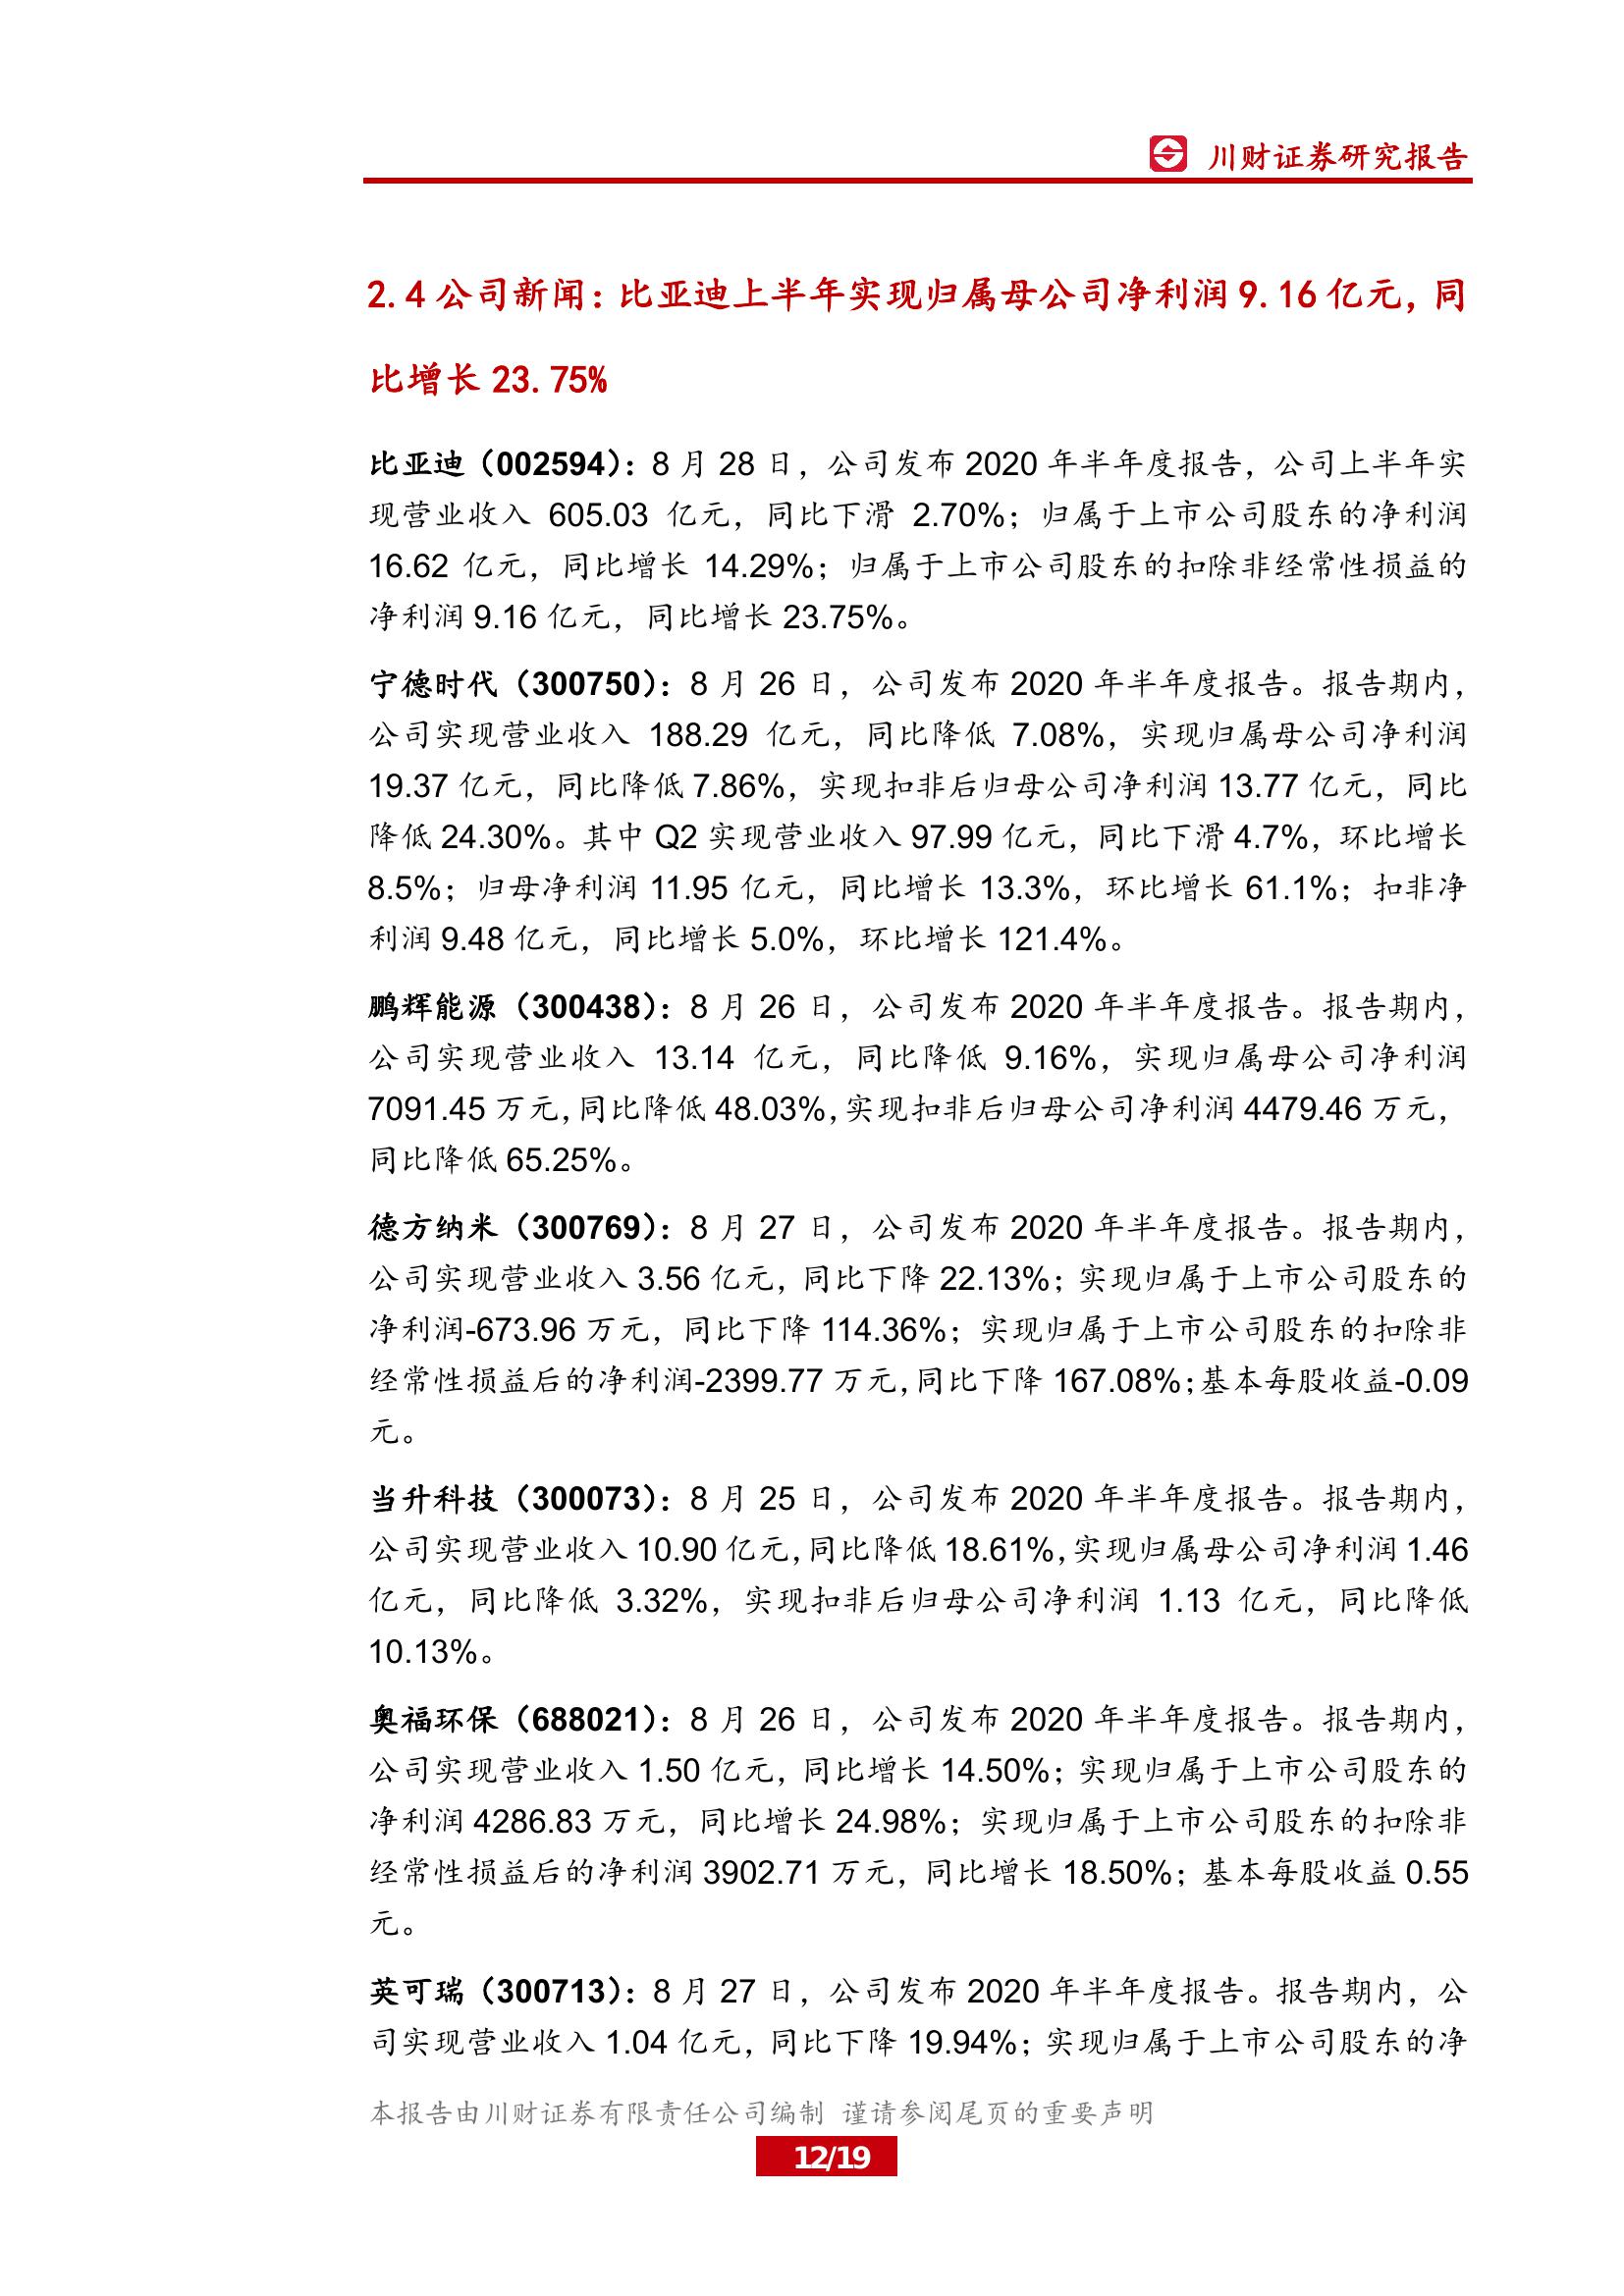 川财证券研究报告
2.4 公司新闻：比亚迪上半年实现归属母公司净利润 9.16 亿元，同
比增长 23.75%
比亚迪（002594）：8 月 28 日，公司发布 2020 年半年度报告，公司上半年实
现营业收入 605.03 亿元，同比下滑 2.70%；归属于上市公司股东的净利润
16.62 亿元，同比增长 14.29%；归属于上市公司股东的扣除非经常性损益的
净利润 9.16 亿元，同比增长 23.75%。
宁德时代（300750）：8 月 26 日，公司发布 2020 年半年度报告。报告期内，
公司实现营业收入 188.29 亿元，同比降低 7.08%，实现归属母公司净利润
19.37 亿元，同比降低 7.86%，实现扣非后归母公司净利润 13.77 亿元，同比
降低 24.30%。其中 Q2 实现营业收入 97.99 亿元，同比下滑 4.7%，环比增长
8.5%；归母净利润 11.95 亿元，同比增长 13.3%，环比增长 61.1%；扣非净
利润 9.48 亿元，同比增长 5.0%，环比增长 121.4%。
鹏辉能源（300438）：8 月 26 日，公司发布 2020 年半年度报告。报告期内，
公司实现营业收入 13.14 亿元，同比降低 9.16%，实现归属母公司净利润
7091.45 万元，同比降低 48.03%，实现扣非后归母公司净利润 4479.46 万元，
同比降低 65.25%。
德方纳米（300769）：8 月 27 日，公司发布 2020 年半年度报告。报告期内，
公司实现营业收入 3.56 亿元，同比下降 22.13%；实现归属于上市公司股东的
净利润-673.96 万元，同比下降 114.36%；实现归属于上市公司股东的扣除非
经常性损益后的净利润-2399.77 万元，同比下降 167.08%；基本每股收益-0.09
元。
当升科技（300073）：8 月 25 日，公司发布 2020 年半年度报告。报告期内，
公司实现营业收入 10.90 亿元，同比降低 18.61%，实现归属母公司净利润 1.46
亿元，同比降低 3.32%，实现扣非后归母公司净利润 1.13 亿元，同比降低
10.13%。
奥福环保（688021）：8 月 26 日，公司发布 2020 年半年度报告。报告期内，
公司实现营业收入 1.50 亿元，同比增长 14.50%；实现归属于上市公司股东的
净利润 4286.83 万元，同比增长 24.98%；实现归属于上市公司股东的扣除非
经常性损益后的净利润 3902.71 万元，同比增长 18.50%；基本每股收益 0.55
元。
英可瑞（300713）：8 月 27 日，公司发布 2020 年半年度报告。报告期内，公
司实现营业收入 1.04 亿元，同比下降 19.94%；实现归属于上市公司股东的净
本报告由川财证券有限责任公司编制 谨请参阅尾页的重要声明
12/19